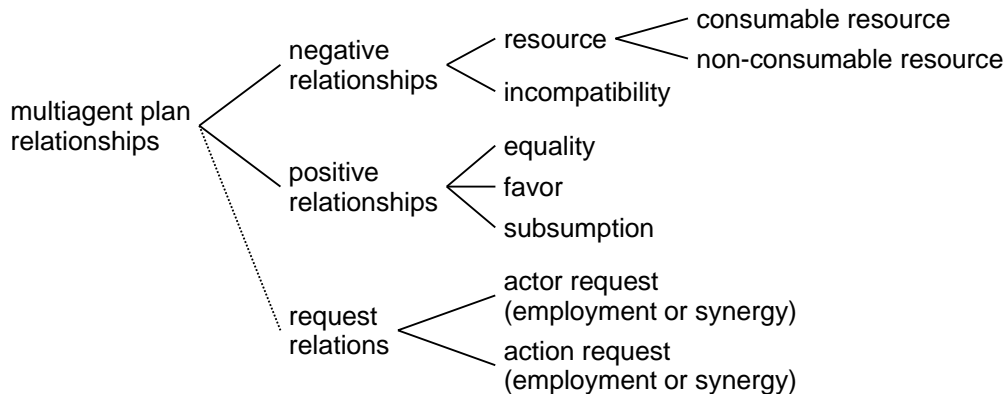 consumable resource
negative
relationships
resource
non-consumable resource
incompatibility
multiagent plan
relationships
equality
positive
relationships
favor
subsumption
actor request
(employment or synergy)
request
relations
action request
(employment or synergy)